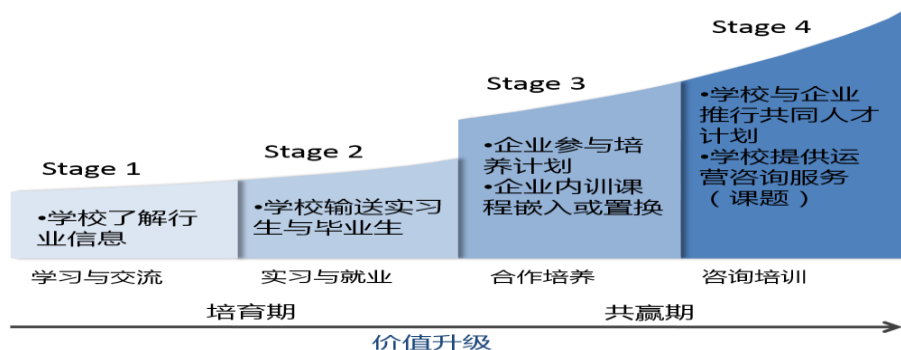 Stage 1
•学校了解行
业信息
学习与交流
Stage 2
•学校输送实习
生与毕业生
实习与就业
Stage 3
•企业参与培
养计划
•企业内训课
程嵌入或置换
合作培养
Stage 4
•学校与企业
推行共同人才
计划
•学校提供运
营咨询服务
（课题）
咨询培训
培育期
共赢期
价值升级